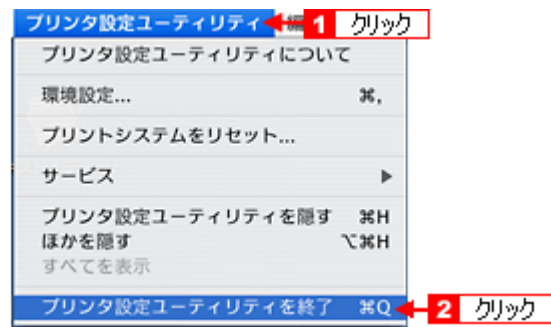 プリンタ設定ユーティリティ 1 クリック
プリンタ設定ユーティリティについて
環境設定... ⌘,
プリントシステムをリセット...
サービス ▶
プリンタ設定ユーティリティを隠す ⌘H
ほかを隠す ⌥⌘H
すべてを表示
プリンタ設定ユーティリティを終了 ⌘Q 2 クリック